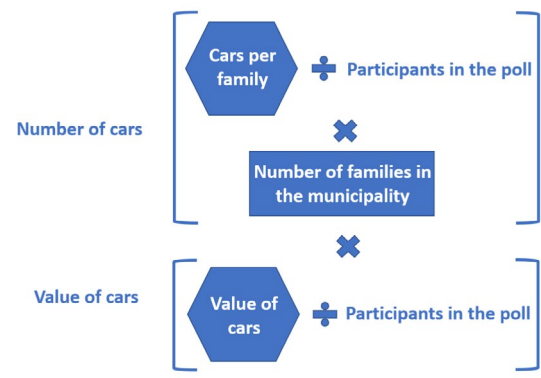 Cars per
family
Participants in the poll
Number of cars
Number of families in
the municipality
Value of cars
Value of
cars
Participants in the poll